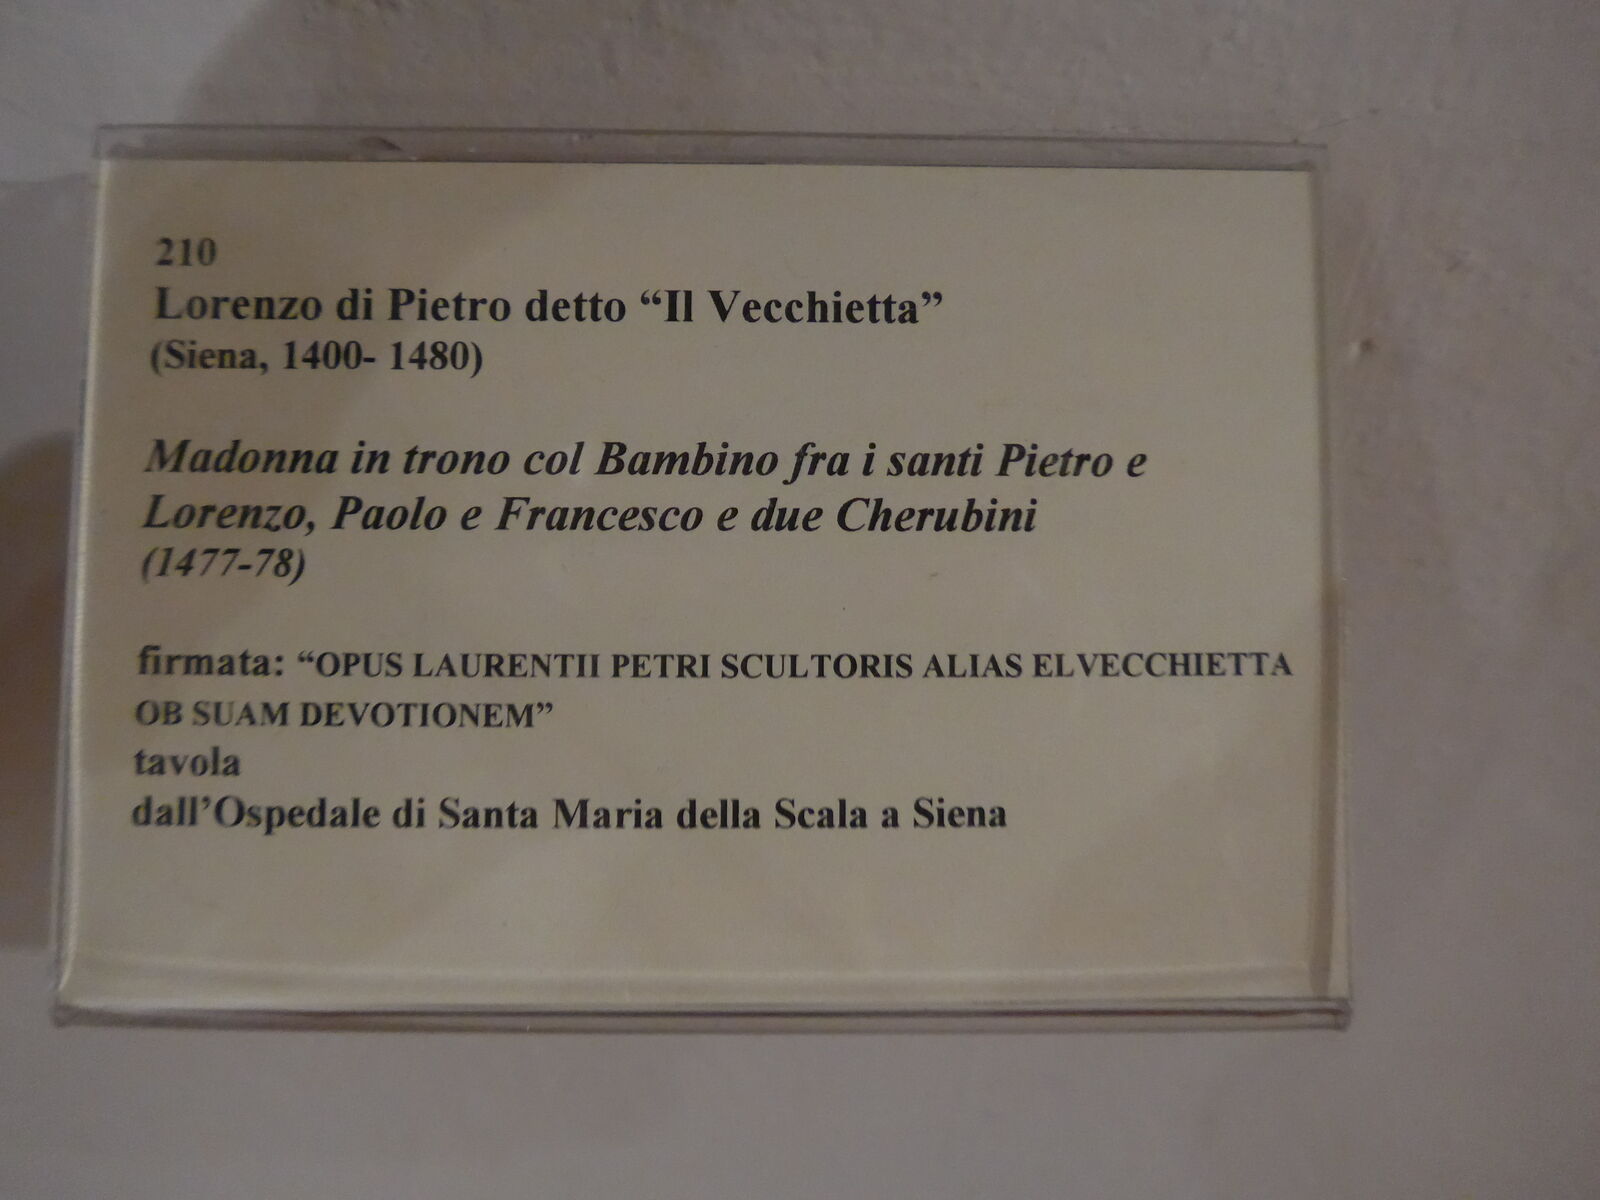 210
Lorenzo di Pietro detto “Il Vecchietta”
(Siena, 1400- 1480)
Madonna in trono col Bambino fra i santi Pietro e
Lorenzo, Paolo e Francesco e due Cherubini
(1477-78)
firmata: “OPUS LAURENTII PETRI SCULTORIS ALIAS ELVECCHIETTA
OB SUAM DEVOTIONEM”
tavola
dall’Ospedale di Santa Maria della Scala a Siena